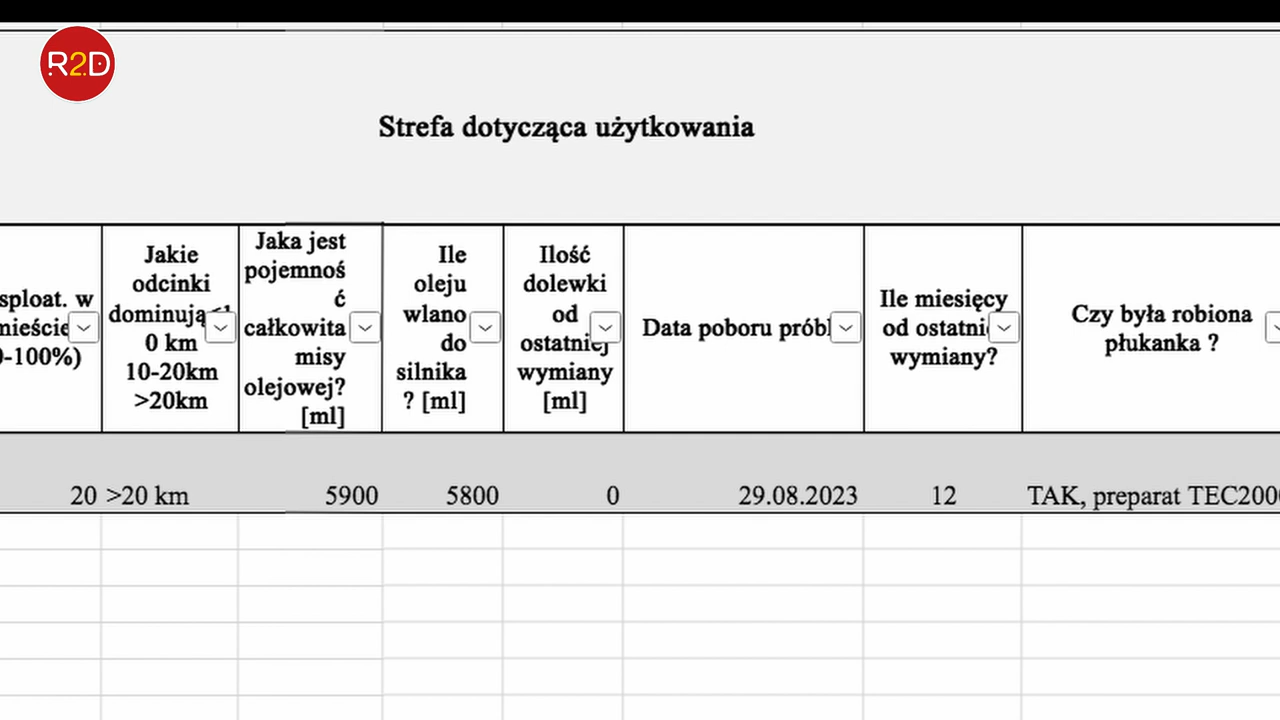 R2D
Strefa dotycząca użytkowania
sploat. w
mieście
0-100%)
Jakie
odcinki
dominują<1
0 km
10-20km
>20km
Jaka jest
pojemnoś
ć
całkowita
misy
olejowej?
[ml]
Ile
oleju
wlano
do
silnika
? [ml]
Ilość
dolewki
od
ostatniej
wymiany
[ml]
Data poboru prób
Ile miesięcy
od ostatni
wymiany?
Czy była robiona
płukanka ?
20 >20 km 5900 5800 0 29.08.2023 12 TAK, preparat TEC200